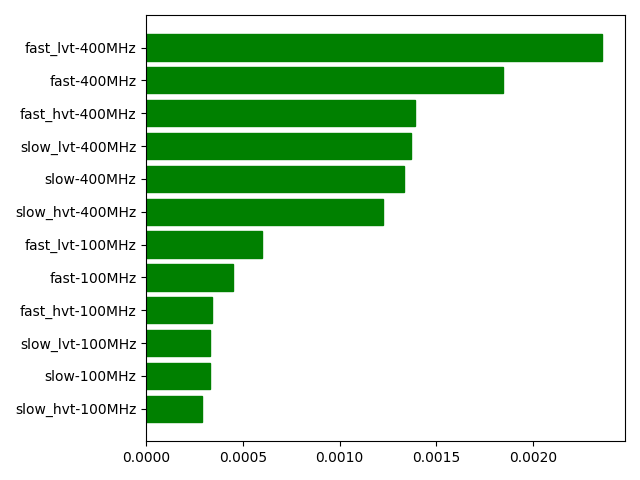 fast_lvt-400MHz
fast-400MHz
fast_hvt-400MHz
slow_lvt-400MHz
slow-400MHz
slow_hvt-400MHz
fast_lvt-100MHz
fast-100MHz
fast_hvt-100MHz
slow_lvt-100MHz
slow-100MHz
slow_hvt-100MHz
0.0000 0.0005 0.0010 0.0015 0.0020